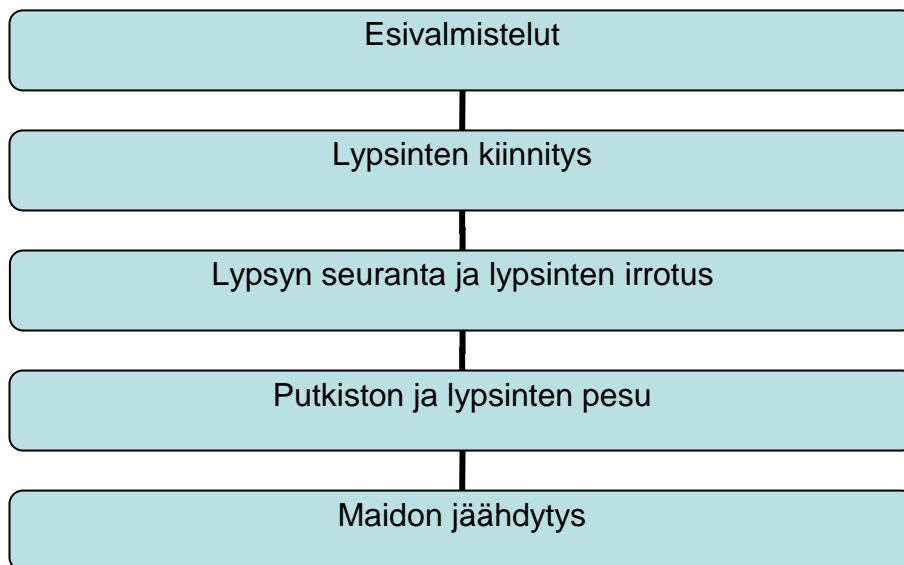 Esivalmistelut
Lypsinten kiinnitys
Lypsyn seuranta ja lypsinten irrotus
Putkiston ja lypsinten pesu
Maidon jäähdytys